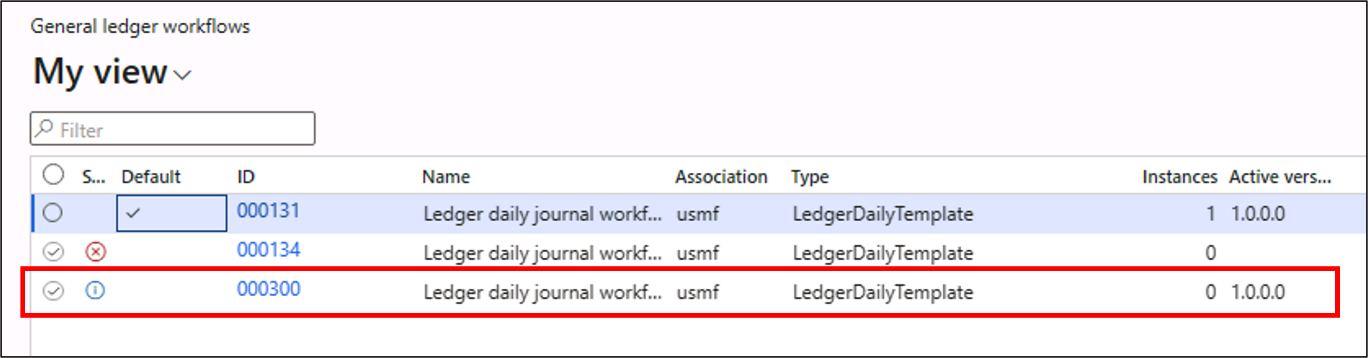 General ledger workflows
My view
Filter
S... Default ID Name Association Type Instances Active vers...
000131 Ledger daily journal workf... usmf LedgerDailyTemplate 1 1.0.0.0
000134 Ledger daily journal workf... usmf LedgerDailyTemplate 0
000300 Ledger daily journal workf... usmf LedgerDailyTemplate 0 1.0.0.0